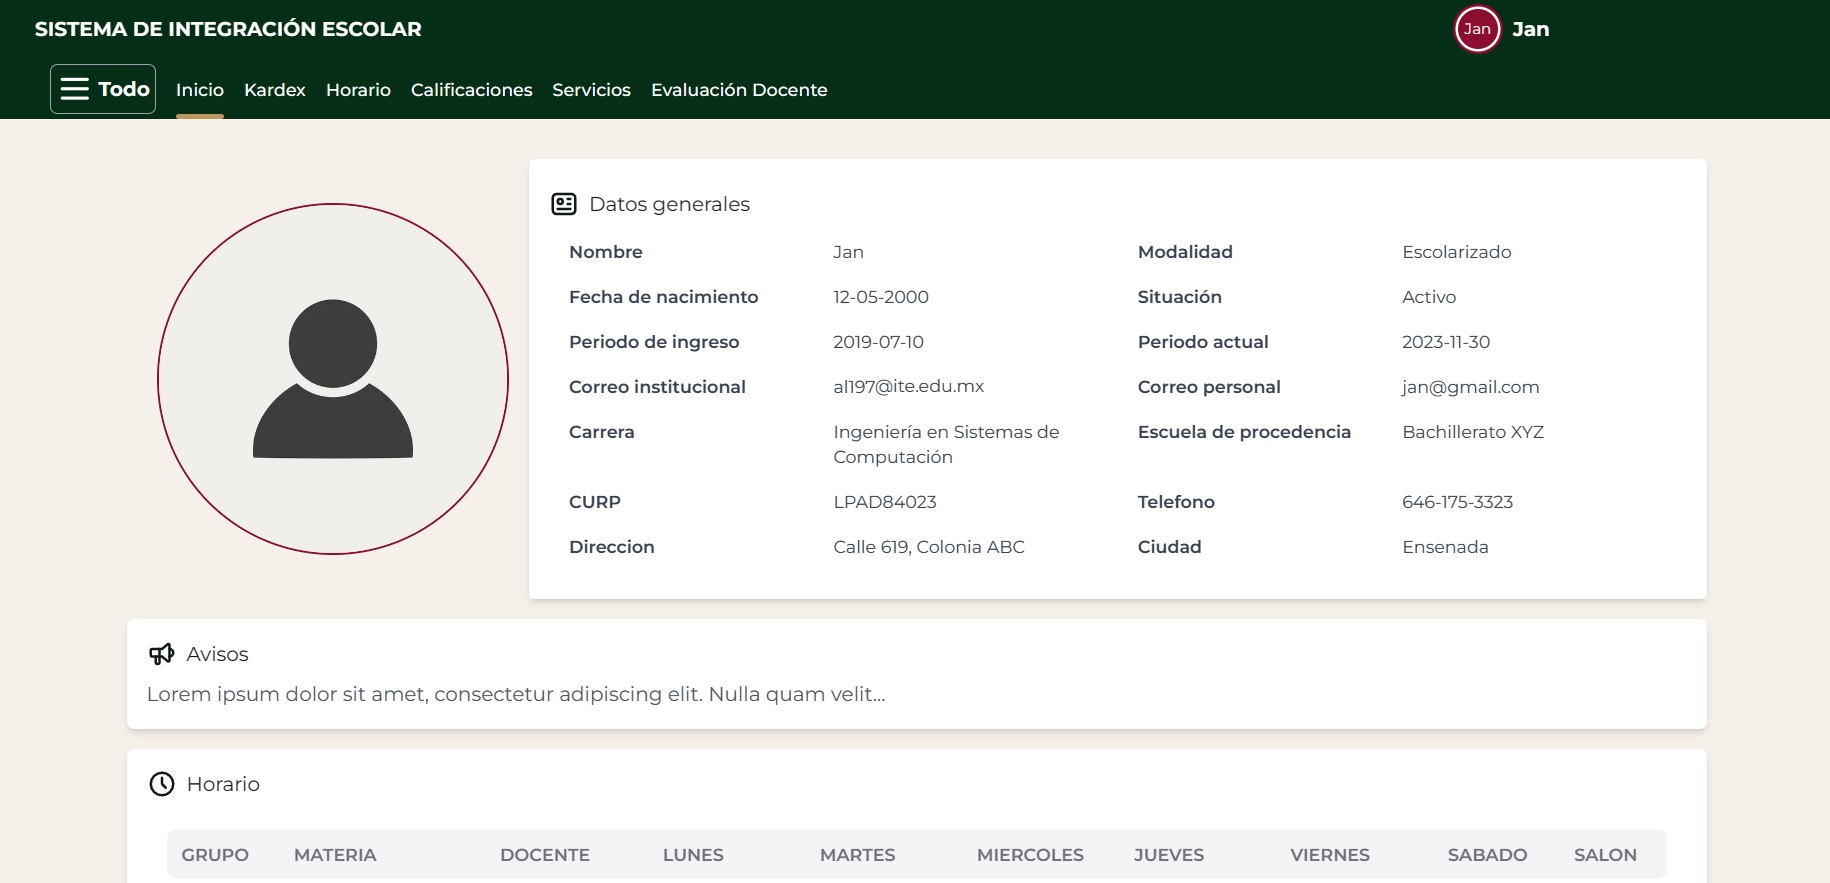 SISTEMA DE INTEGRACIÓN ESCOLAR
Jan Jan
Todo Inicio Kardex Horario Calificaciones Servicios Evaluación Docente
Datos generales
Nombre Jan Modalidad Escolarizado
Fecha de nacimiento 12-05-2000 Situación Activo
Periodo de ingreso 2019-07-10 Periodo actual 2023-11-30
Correo institucional al197@ite.edu.mx Correo personal jan@gmail.com
Carrera Ingeniería en Sistemas de Escuela de procedencia Bachillerato XYZ
Computación
CURP LPAD84023 Telefono 646-175-3323
Direccion Calle 619, Colonia ABC Ciudad Ensenada
Avisos
Lorem ipsum dolor sit amet, consectetur adipiscing elit. Nulla quam velit...
Horario
GRUPO MATERIA DOCENTE LUNES MARTES MIERCOLES JUEVES VIERNES SABADO SALON